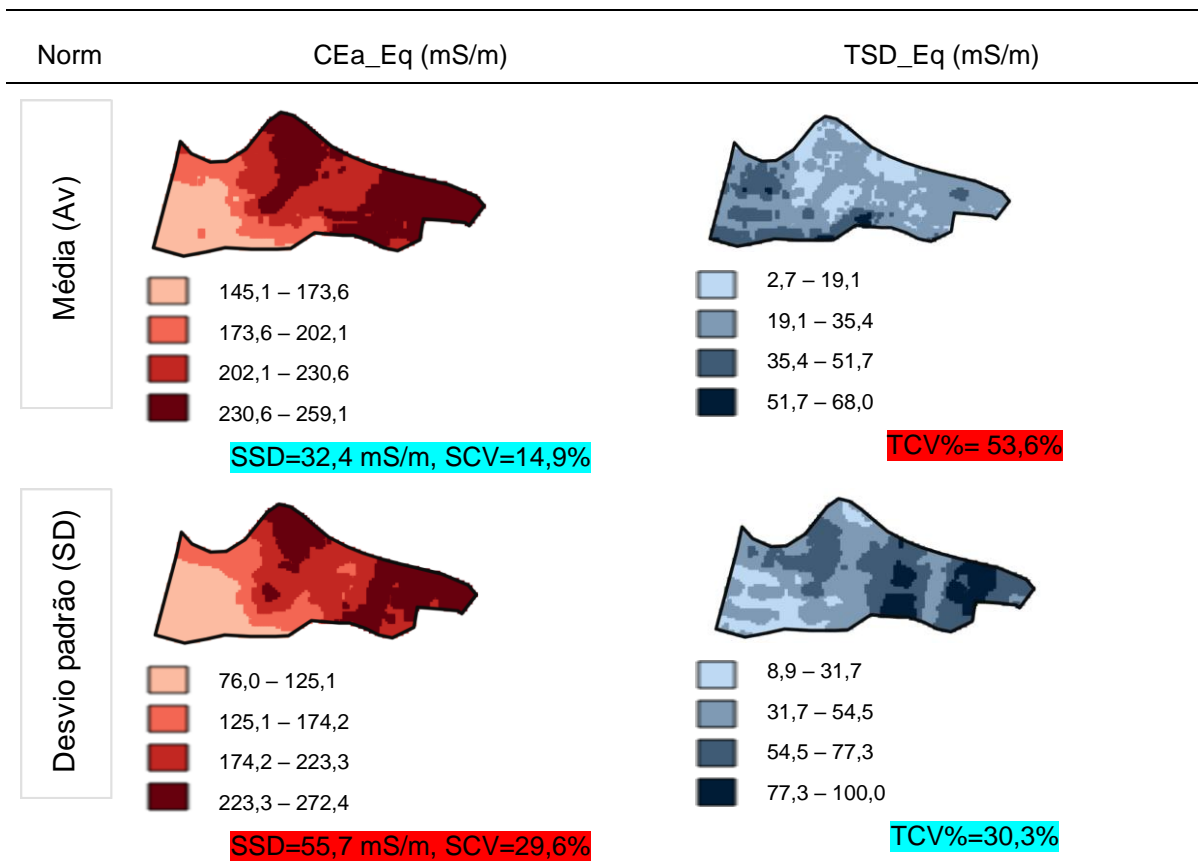 Norm
CEa_Eq (mS/m)
TSD_Eq (mS/m)
Média (Av)
145,1 – 173,6
173,6 – 202,1
202,1 – 230,6
230,6 – 259,1
SSD=32,4 mS/m, SCV=14,9%
2,7 – 19,1
19,1 – 35,4
35,4 – 51,7
51,7 – 68,0
TCV%= 53,6%
Desvio padrão (SD)
76,0 – 125,1
125,1 – 174,2
174,2 – 223,3
223,3 – 272,4
SSD=55,7 mS/m, SCV=29,6%
8,9 – 31,7
31,7 – 54,5
54,5 – 77,3
77,3 – 100,0
TCV%=30,3%